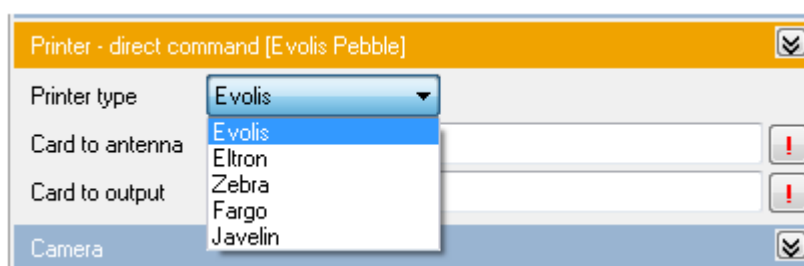 Printer - direct command [Evolis Pebble]
Printer type Evolis
Evolis
Card to antenna
Eltron
Zebra
Card to output
Fargo
Javelin
Camera